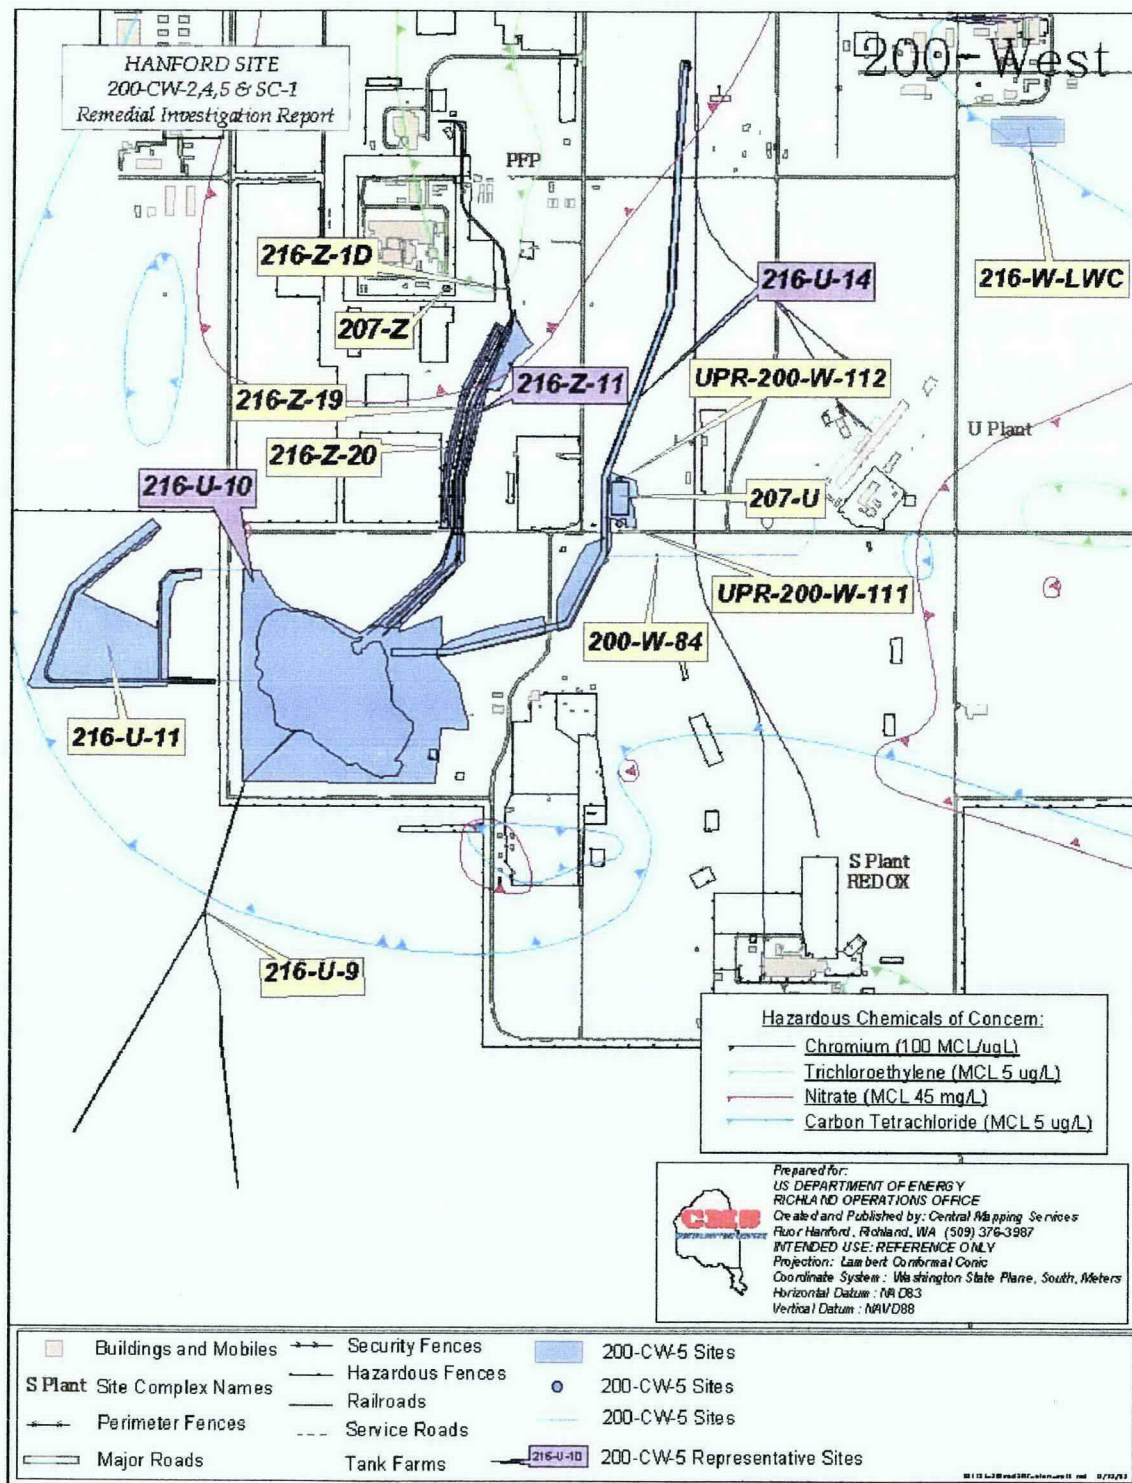 HANFORD SITE
200-CW-2,4,5 & SC-1
Remedial Investigation Report
200-West
PFP
216-Z-1D
216-U-14
216-W-LWC
207-Z
UPR-200-W-112
216-Z-11
216-Z-19
U Plant
216-Z-20
216-U-10
207-U
UPR-200-W-111
200-W-84
216-U-11
S Plant
REDOX
216-U-9
Hazardous Chemicals of Concern:
Chromium (100 MCL/ugL)
Trichloroethylene (MCL 5 ug/L)
Nitrate (MCL 45 mg/L)
Carbon Tetrachloride (MCL 5 ug/L)
CMS
Prepared for:
US DEPARTMENT OF ENERGY
RICHLAND OPERATIONS OFFICE
Created and Published by: Central Mapping Services
Fluor Hanford, Richland, WA (509) 376-3987
INTENDED USE: REFERENCE ONLY
Projection: Lambert Conformal Conic
Coordinate System: Washington State Plane, South, Meters
Horizontal Datum: NAD83
Vertical Datum: NAVD88
Buildings and Mobiles
S Plant Site Complex Names
Perimeter Fences
Major Roads
Security Fences
Hazardous Fences
Railroads
Service Roads
Tank Farms
200-CW-5 Sites
200-CW-5 Sites
200-CW-5 Sites
216-U-10 200-CW-5 Representative Sites